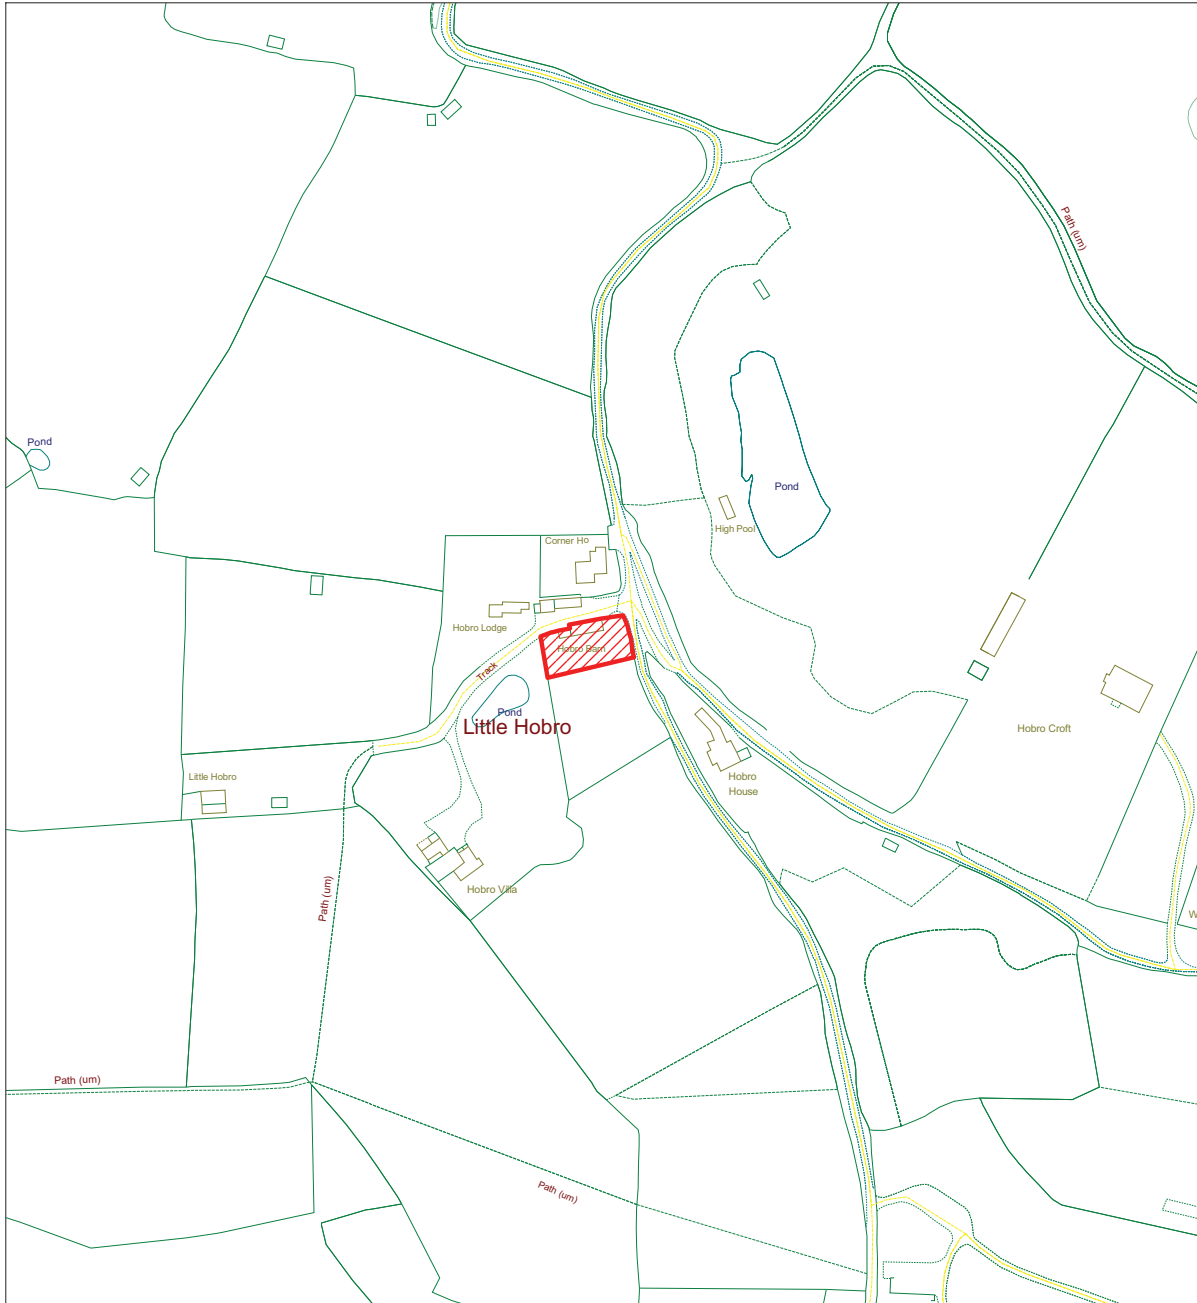 Path (um)
Pond
Pond
High Pool
Corner Ho
Hobro Lodge
Hobro Barn
Track
Pond
Little Hobro
Hobro Croft
Little Hobro
Hobro
House
Hobro Villa
Path (um)
W
Path (um)
Path (um)